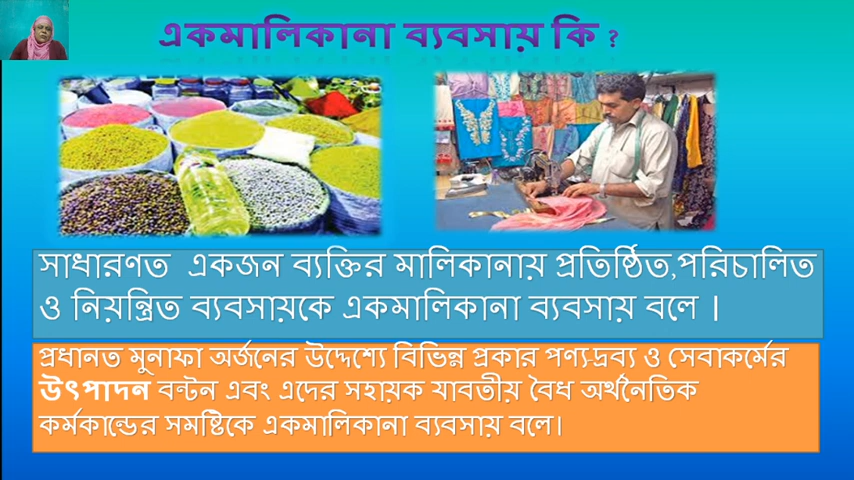 একমালিকানা ব্যবসায় কি ?
সাধারণত একজন ব্যক্তির মালিকানায় প্রতিষ্ঠিত,পরিচালিত
ও নিয়ন্ত্রিত ব্যবসায়কে একমালিকানা ব্যবসায় বলে ।
প্রধানত মুনাফা অর্জনের উদ্দেশ্যে বিভিন্ন প্রকার পণ্য-দ্রব্য ও সেবাকর্মের
উৎপাদন বন্টন এবং এদের সহায়ক যাবতীয় বৈধ অর্থনৈতিক
কর্মকান্ডের সমষ্টিকে একমালিকানা ব্যবসায় বলে।